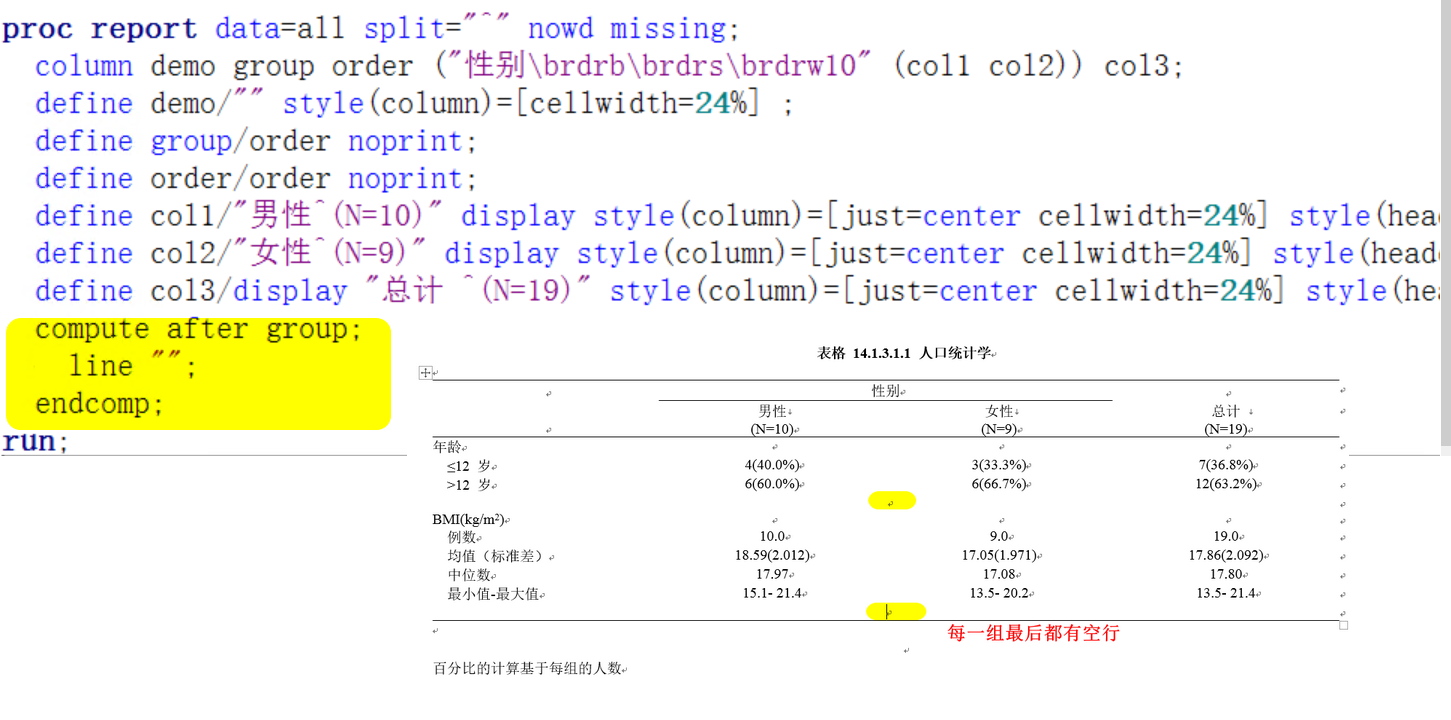 proc report data=all split="^" nowd missing;
column demo group order ("性别\brdrb\brdrs\brdrw10" (col1 col2)) col3;
define demo/"" style(column)=[cellwidth=24%] ;
define group/order noprint;
define order/order noprint;
define col1/"男性^(N=10)" display style(column)=[just=center cellwidth=24%] style(hea
define col2/"女性^(N=9)" display style(column)=[just=center cellwidth=24%] style(head
define col3/display "总计 ^(N=19)" style(column)=[just=center cellwidth=24%] style(hea
compute after group;
line "";
endcomp;
run;
表格 14.1.3.1.1 人口统计学
性别
男性 女性 总计
(N=10) (N=9) (N=19)
年龄
≤12 岁 4(40.0%) 3(33.3%) 7(36.8%)
>12 岁 6(60.0%) 6(66.7%) 12(63.2%)
BMI(kg/m²)
例数 10.0 9.0 19.0
均值（标准差） 18.59(2.012) 17.05(1.971) 17.86(2.092)
中位数 17.97 17.08 17.80
最小值-最大值 15.1- 21.4 13.5- 20.2 13.5- 21.4
每一组最后都有空行
百分比的计算基于每组的人数